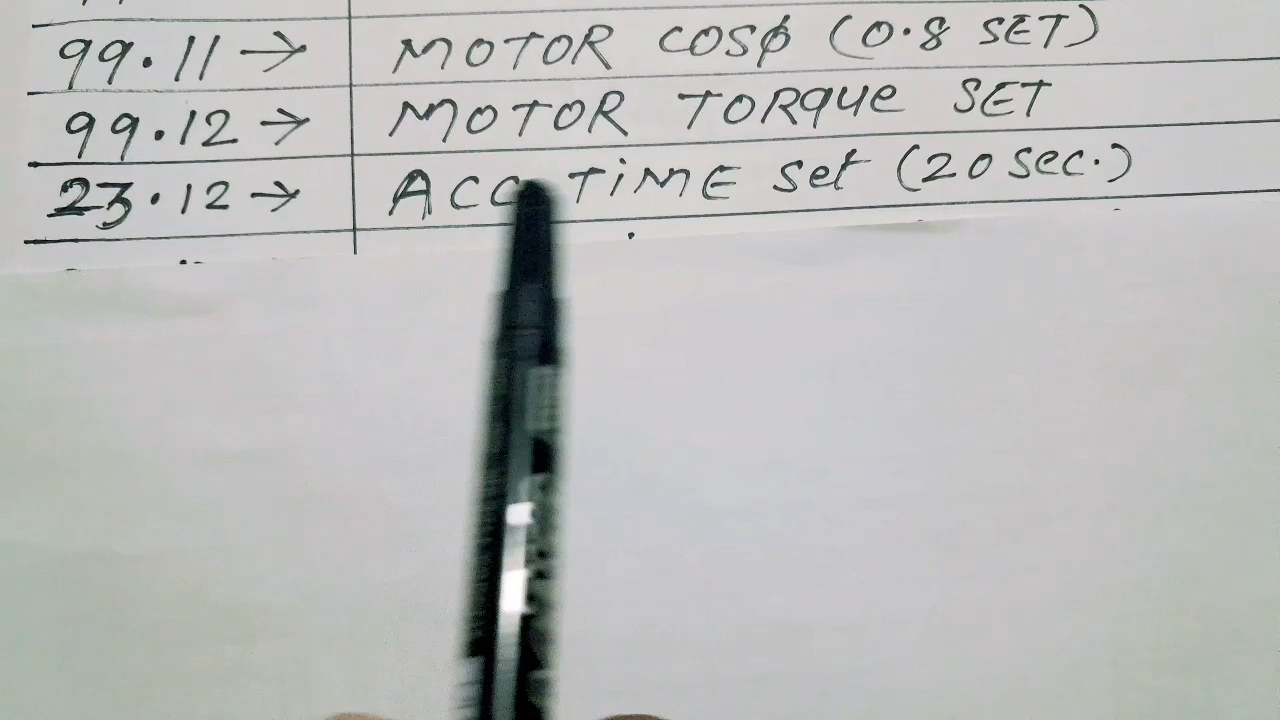 99.11 → MOTOR COSϕ (0.8 SET)
99.12 → MOTOR TORque SET
23.12 → ACC TiME set (20 sec.)